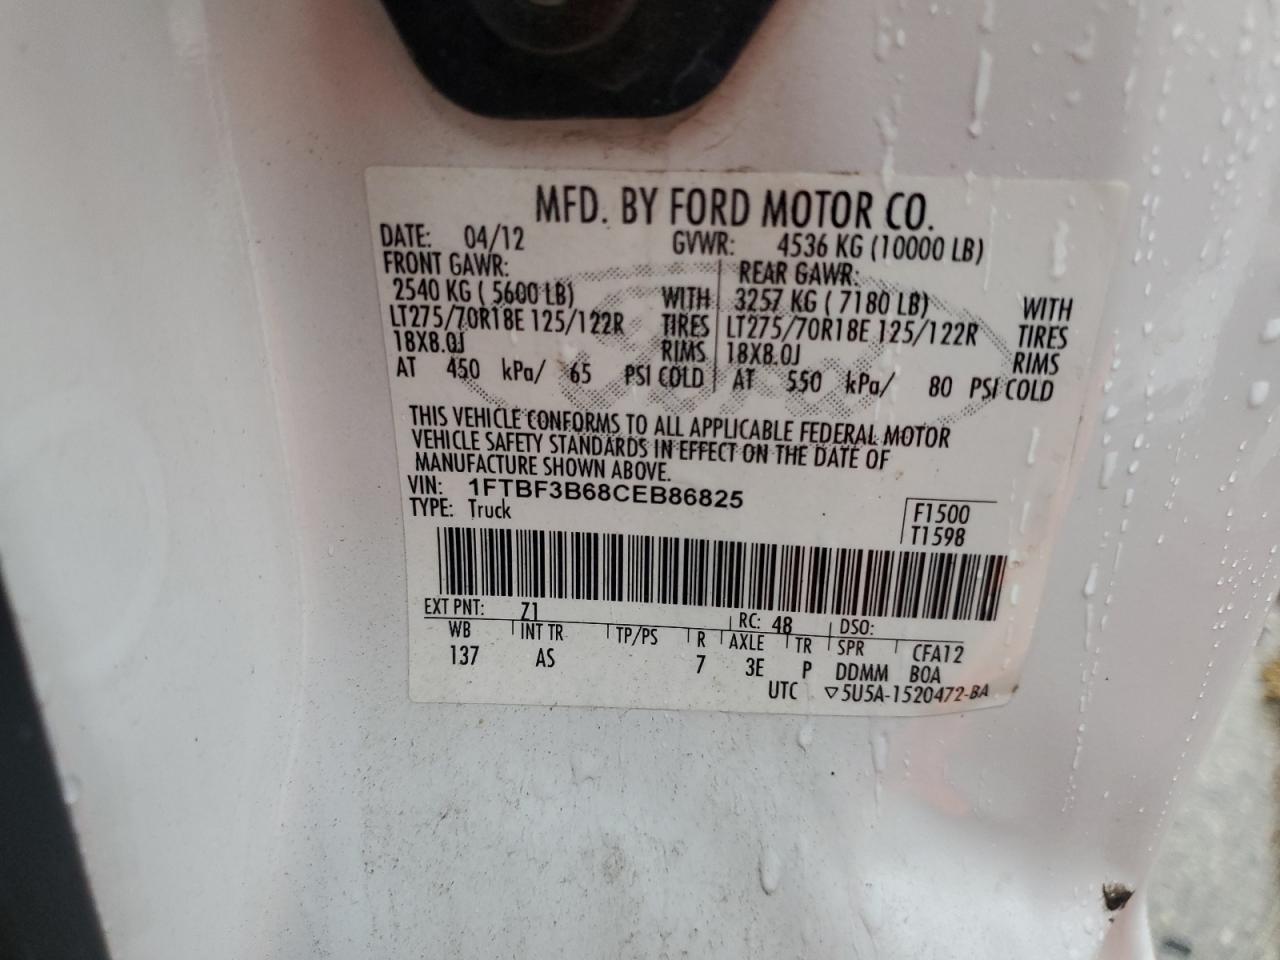 MFD. BY FORD MOTOR CO.
DATE: 04/12 GVWR: 4536 KG (10000 LB)
FRONT GAWR: REAR GAWR:
2540 KG ( 5600 LB) WITH 3257 KG ( 7180 LB) WITH
LT275/70R18E 125/122R TIRES LT275/70R18E 125/122R TIRES
18X8.0J RIMS 18X8.0J RIMS
AT 450 kPa/ 65 PSI COLD AT 550 kPa/ 80 PSI COLD
THIS VEHICLE CONFORMS TO ALL APPLICABLE FEDERAL MOTOR
VEHICLE SAFETY STANDARDS IN EFFECT ON THE DATE OF
MANUFACTURE SHOWN ABOVE.
VIN: 1FTBF3B68CEB86825
TYPE: Truck F1500
T1598
EXT PNT: Z1 RC: 48 DSO:
WB INT TR TP/PS R AXLE TR SPR CFA12
137 AS 7 3E P DDMM BOA
UTC ▽5U5A-1520472-BA